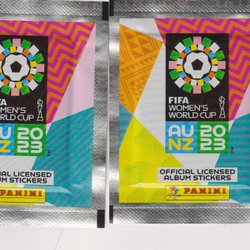 FIFA
WOMEN'S
WORLD CUP
AU 20
NZ 23
OFFICIAL LICENSED
ALBUM STICKERS
PANINI
FIFA
WOMEN'S
WORLD CUP
AU 20
NZ 23
OFFICIAL LICENSED
ALBUM STICKERS
PANINI